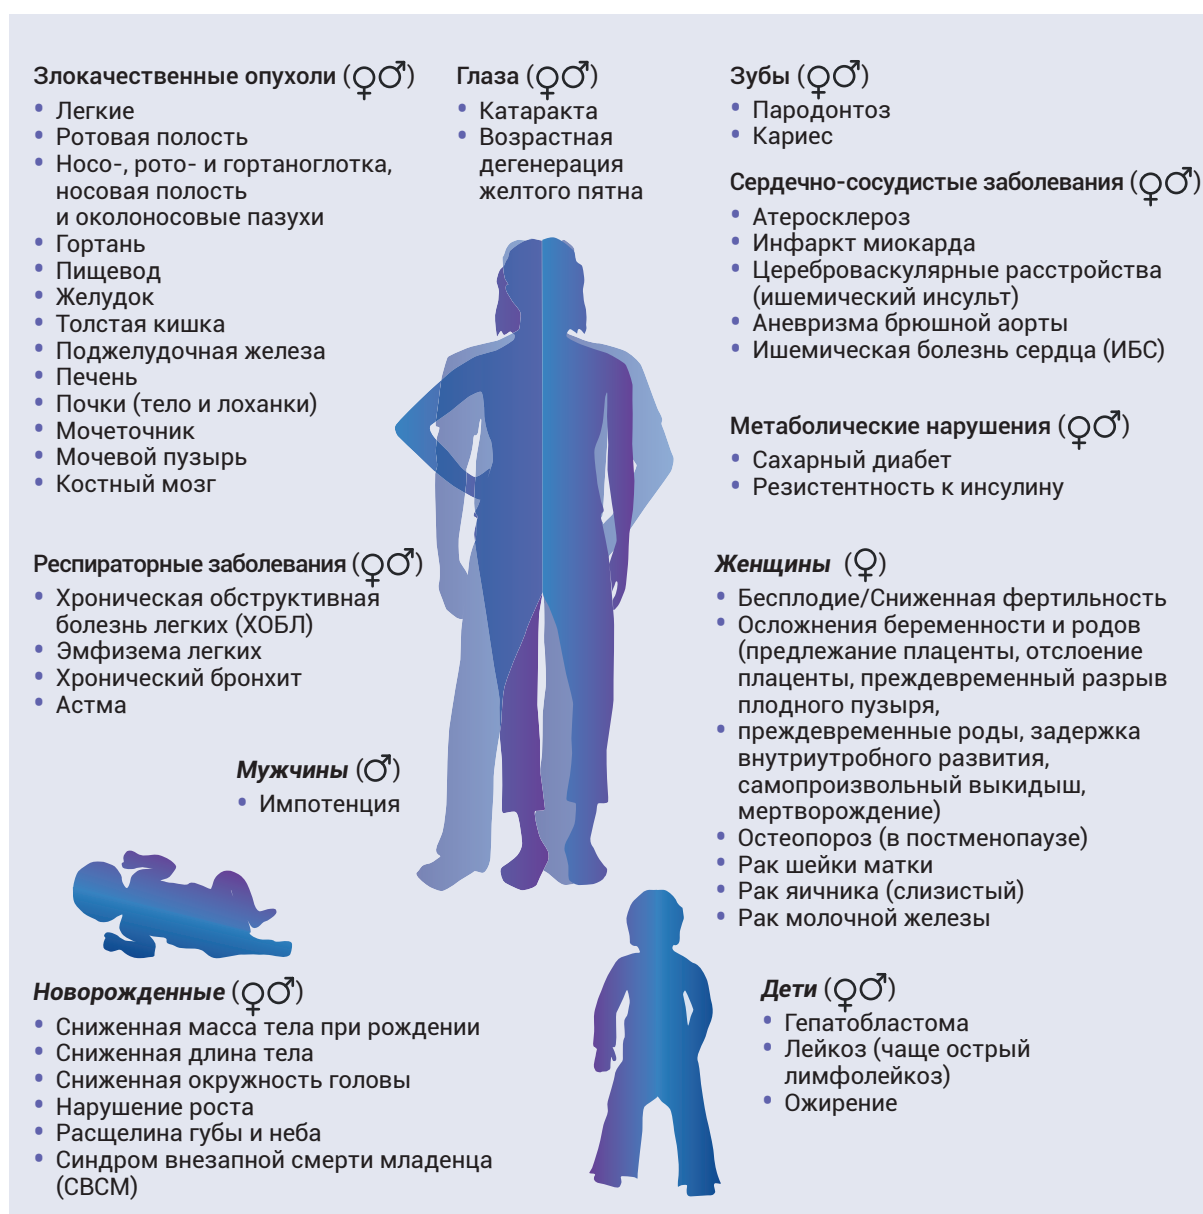 Злокачественные опухоли (♀♂)
• Легкие
• Ротовая полость
• Носо-, рото- и гортаноглотка,
носовая полость
и околоносовые пазухи
• Гортань
• Пищевод
• Желудок
• Толстая кишка
• Поджелудочная железа
• Печень
• Почки (тело и лоханки)
• Мочеточник
• Мочевой пузырь
• Костный мозг
Глаза (♀♂)
• Катаракта
• Возрастная
дегенерация
желтого пятна
Зубы (♀♂)
• Пародонтоз
• Кариес
Сердечно-сосудистые заболевания (♀♂)
• Атеросклероз
• Инфаркт миокарда
• Цереброваскулярные расстройства
(ишемический инсульт)
• Аневризма брюшной аорты
• Ишемическая болезнь сердца (ИБС)
Метаболические нарушения (♀♂)
• Сахарный диабет
• Резистентность к инсулину
Респираторные заболевания (♀♂)
• Хроническая обструктивная
болезнь легких (ХОБЛ)
• Эмфизема легких
• Хронический бронхит
• Астма
Мужчины (♂)
• Импотенция
Женщины (♀)
• Бесплодие/Сниженная фертильность
• Осложнения беременности и родов
(предлежание плаценты, отслоение
плаценты, преждевременный разрыв
плодного пузыря,
• преждевременные роды, задержка
внутриутробного развития,
самопроизвольный выкидыш,
мертворождение)
• Остеопороз (в постменопаузе)
• Рак шейки матки
• Рак яичника (слизистый)
• Рак молочной железы
Новорожденные (♀♂)
• Сниженная масса тела при рождении
• Сниженная длина тела
• Сниженная окружность головы
• Нарушение роста
• Расщелина губы и неба
• Синдром внезапной смерти младенца
(СВСМ)
Дети (♀♂)
• Гепатобластома
• Лейкоз (чаще острый
лимфолейкоз)
• Ожирение